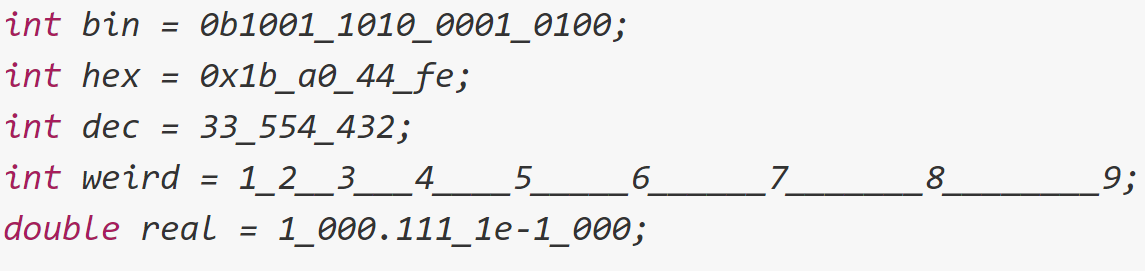 int bin = 0b1001_1010_0001_0100;
int hex = 0x1b_a0_44_fe;
int dec = 33_554_432;
int weird = 1_2__3___4____5_____6______7_______8________9;
double real = 1_000.111_1e-1_000;